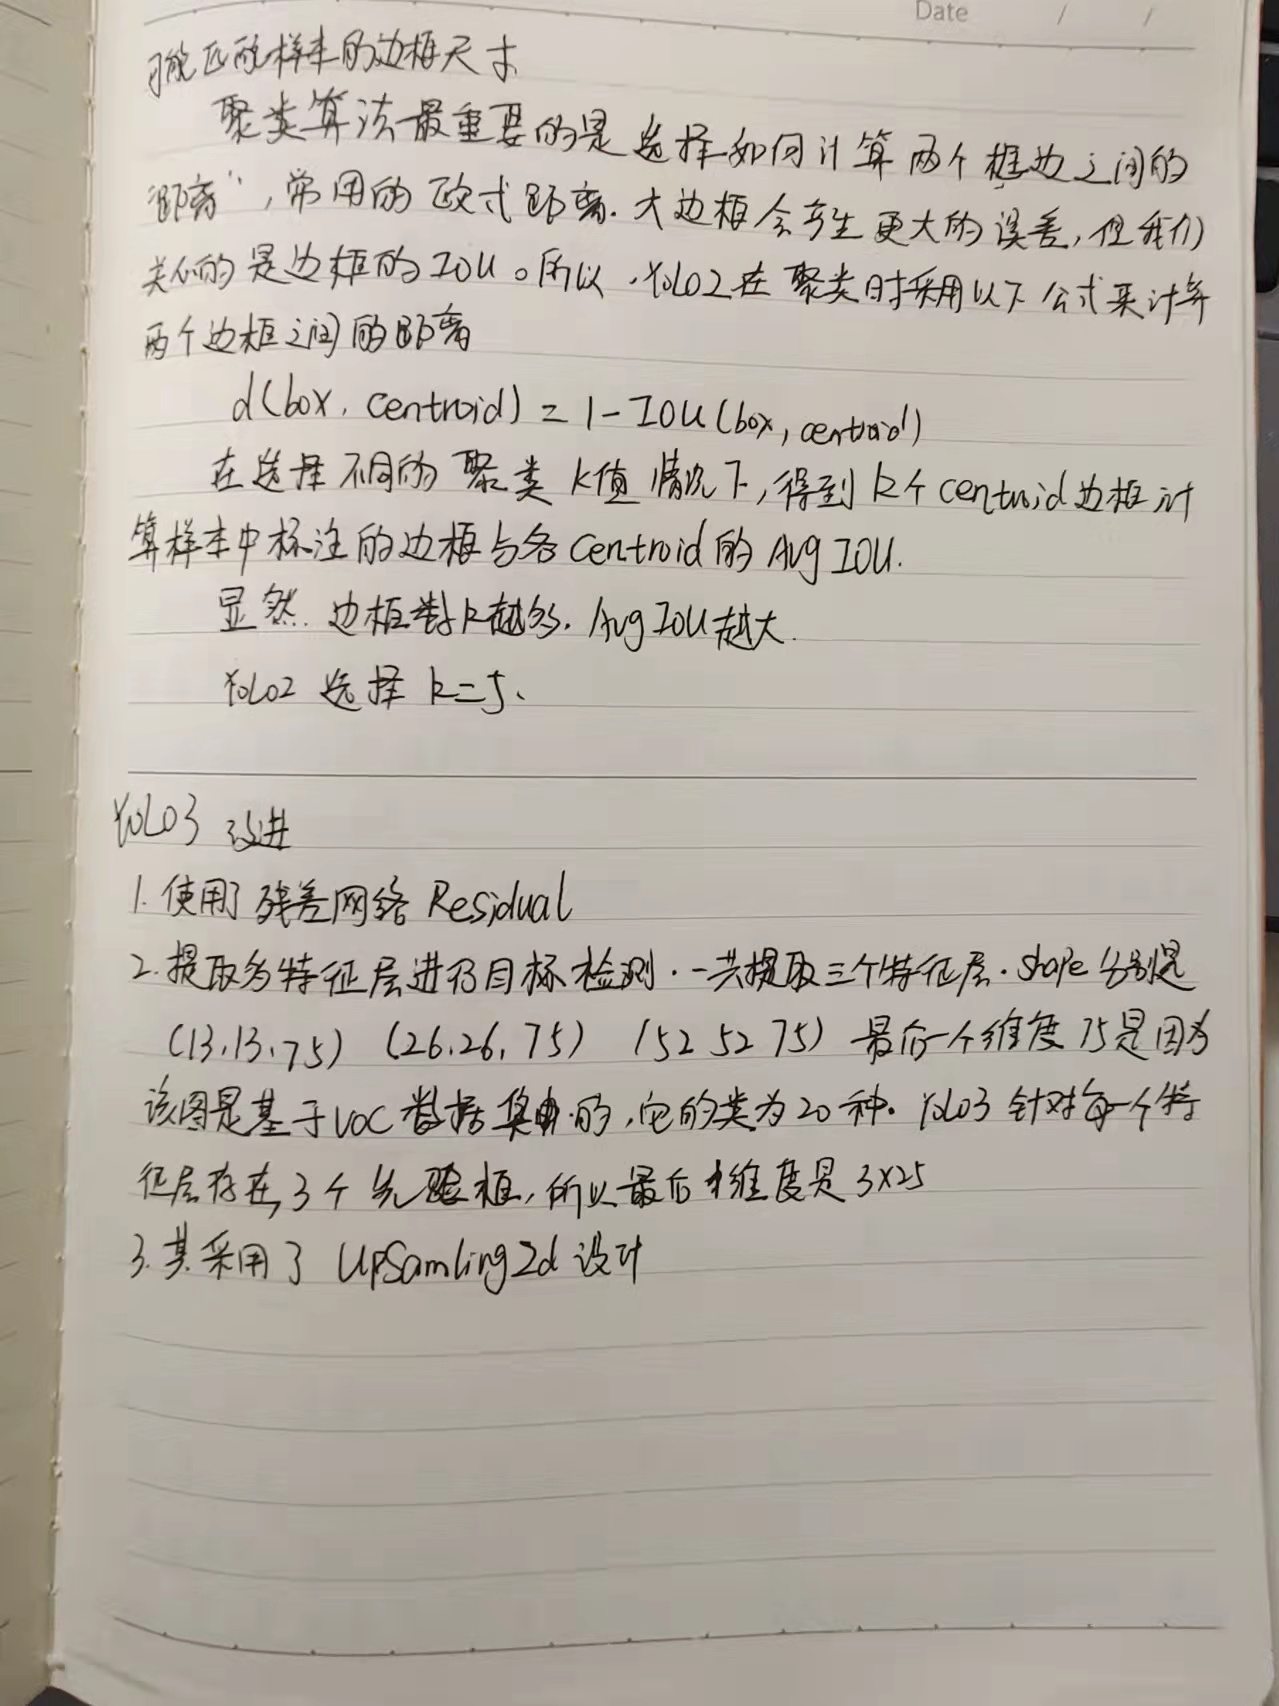 Date / /
可能匹配样本的边框尺寸
聚类算法最重要的是选择如何计算两个框边之间的
"距离",常用的欧式距离.大边框会产生更大的误差,但我们
关心的是边框的IOU。所以.YOLO2在聚类时采用以下公式来计算
两个边框之间的距离
d(box, centroid) = 1-IOU(box, centroid)
在选择不同的聚类k值情况下,得到k个centroid边框计
算样本中标注的边框与各centroid的Avg IOU.
显然.边框数k越多.Avg IOU越大.
YOLO2 选择 k=5、
YOLO3 改进
1.使用了残差网络 Residual
2.提取多特征层进行目标检测.一共提取三个特征层.shape分别是
(13,13,75) (26,26,75) (52 52 75) 最后一个维度75是因为
该图是基于VOC数据集的,它的类为20种.YOLO3针对每一个特
征层存在3个先验框,所以最后维度是3×25
3.其采用了 UpSamling2d设计